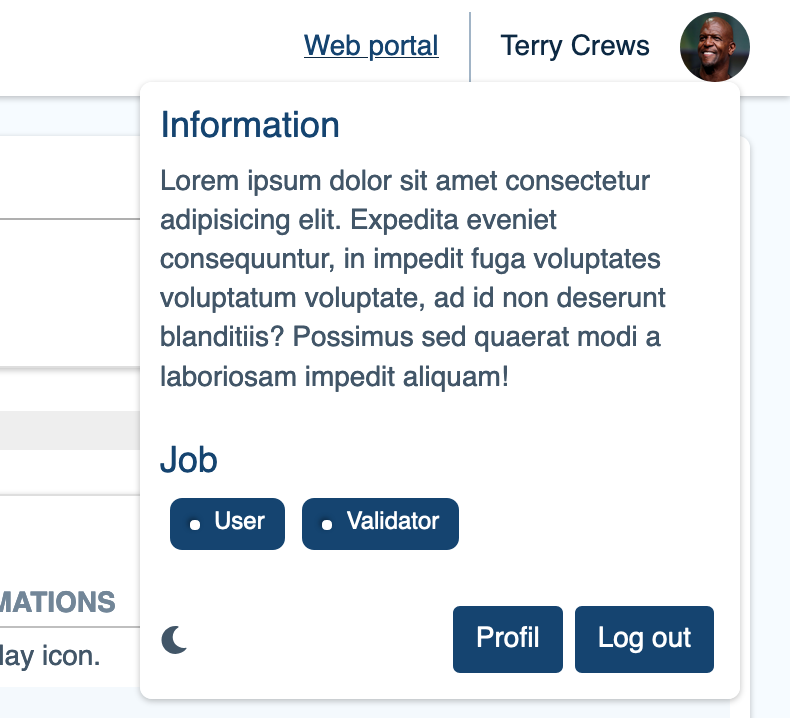 Web portal
Terry Crews
Information
Lorem ipsum dolor sit amet consectetur
adipisicing elit. Expedita eveniet
consequuntur, in impedit fuga voluptates
voluptatum voluptate, ad id non deserunt
blanditiis? Possimus sed quaerat modi a
laboriosam impedit aliquam!
Job
User
Validator
MATIONS
lay icon.
Profil
Log out